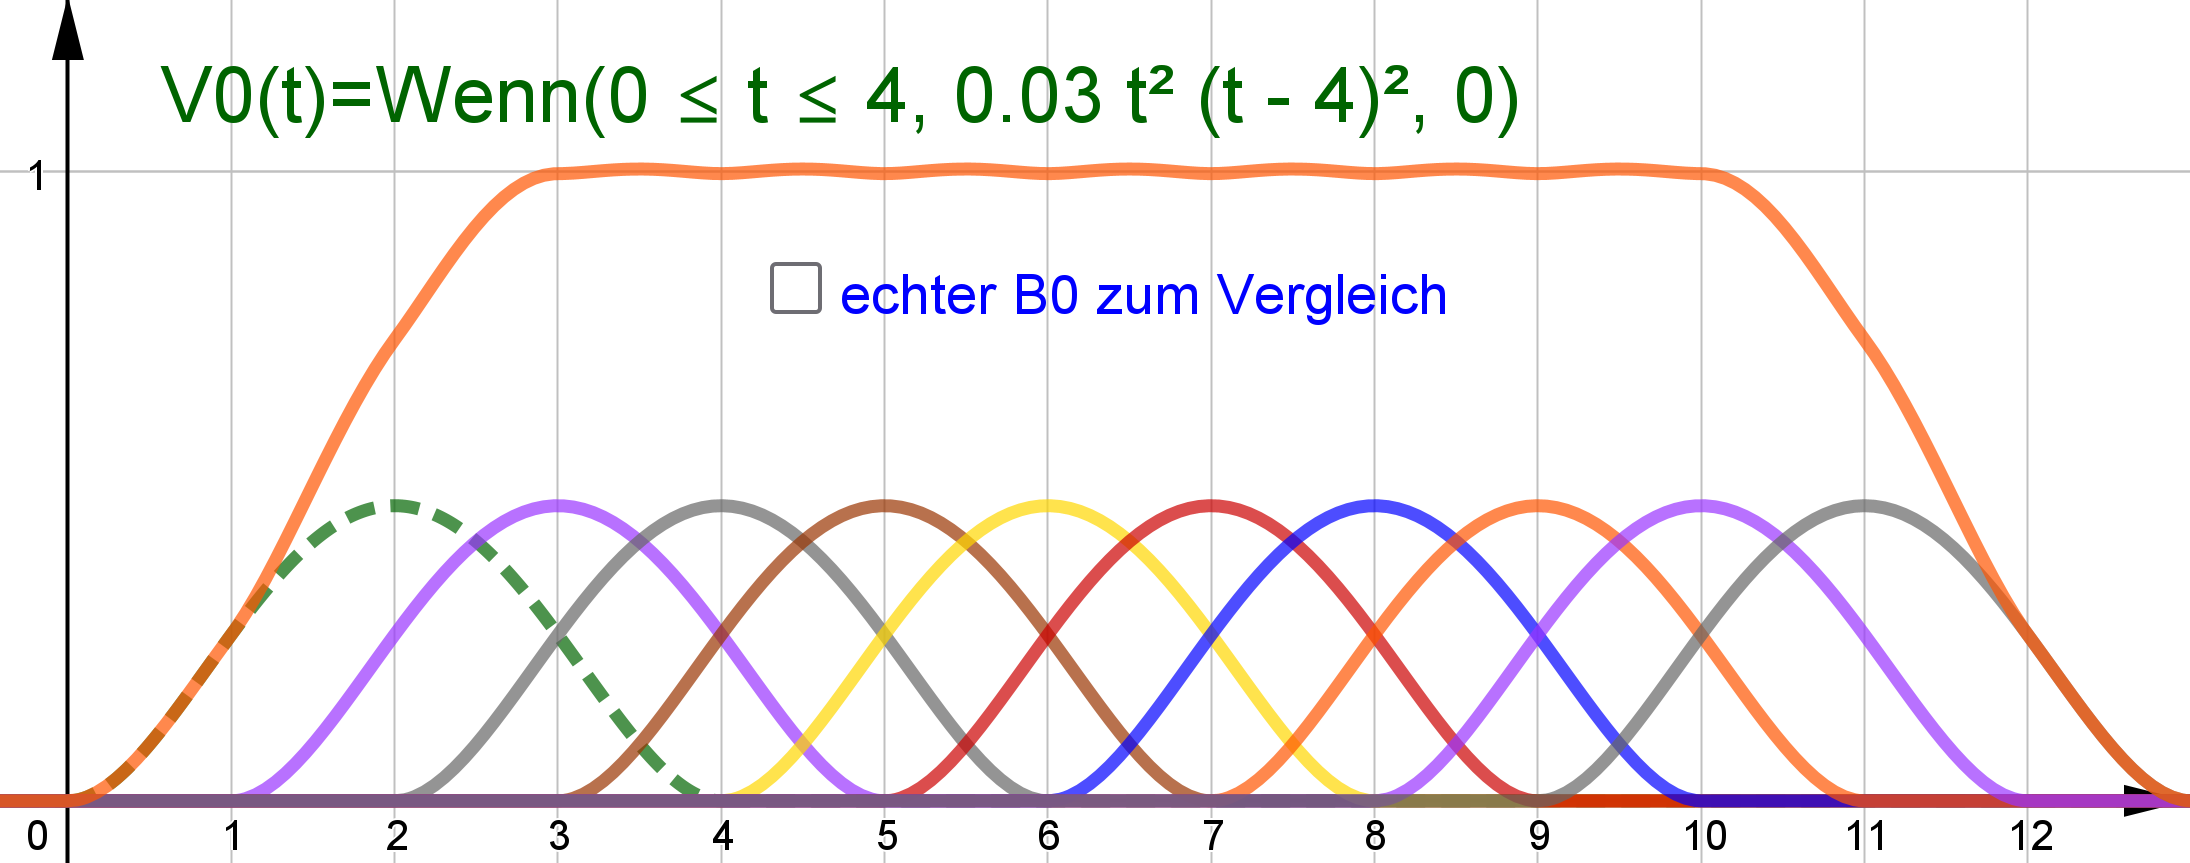 V0(t)=Wenn(0 ≤ t ≤ 4, 0.03 t² (t - 4)², 0)
1
echter B0 zum Vergleich
0 1 2 3 4 5 6 7 8 9 10 11 12